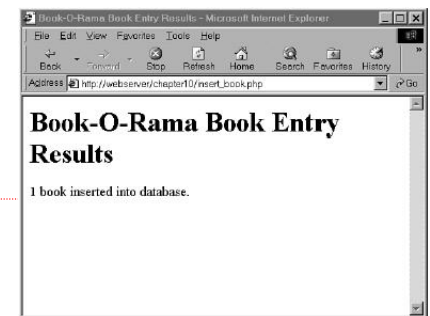 Book-O-Rama Book Entry Results - Microsoft Internet Explorer
File Edit View Favorites Tools Help
Back Forward Stop Refresh Home Search Favorites History
Address http://webserver/chapter10/insert_book.php Go
Book-O-Rama Book Entry
Results
1 book inserted into database.